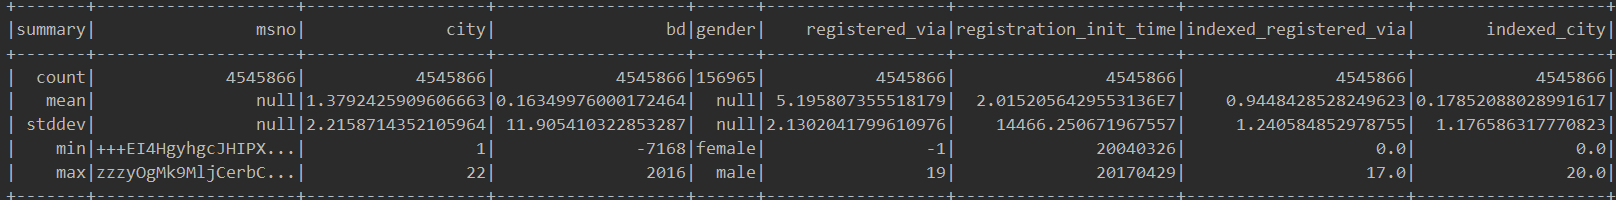 +-------+--------------------+------------------+-------------------+------+------------------+----------------------+----------------------+-------------------+
|summary|                msno|              city|                 bd|gender|    registered_via|registration_init_time|indexed_registered_via|       indexed_city|
+-------+--------------------+------------------+-------------------+------+------------------+----------------------+----------------------+-------------------+
|  count|             4545866|           4545866|            4545866|156965|           4545866|               4545866|               4545866|            4545866|
|   mean|                null|1.3792425909606663|0.16349976000172464|  null| 5.195807355518179|   2.0152056429553136E7|    0.9448428528249623|0.17852088028991617|
| stddev|                null|2.2158714352105964| 11.905410322853287|  null|2.1302041799610976|    14466.250671967557|     1.240584852978755|  1.176586317770823|
|    min|+++EI4HgyhgcJHIPX...|                 1|              -7168|female|                -1|              20040326|                   0.0|                0.0|
|    max|zzzyOgMk9MljCerbC...|                22|               2016|  male|                19|              20170429|                  17.0|               20.0|
+-------+--------------------+------------------+-------------------+------+------------------+----------------------+----------------------+-------------------+